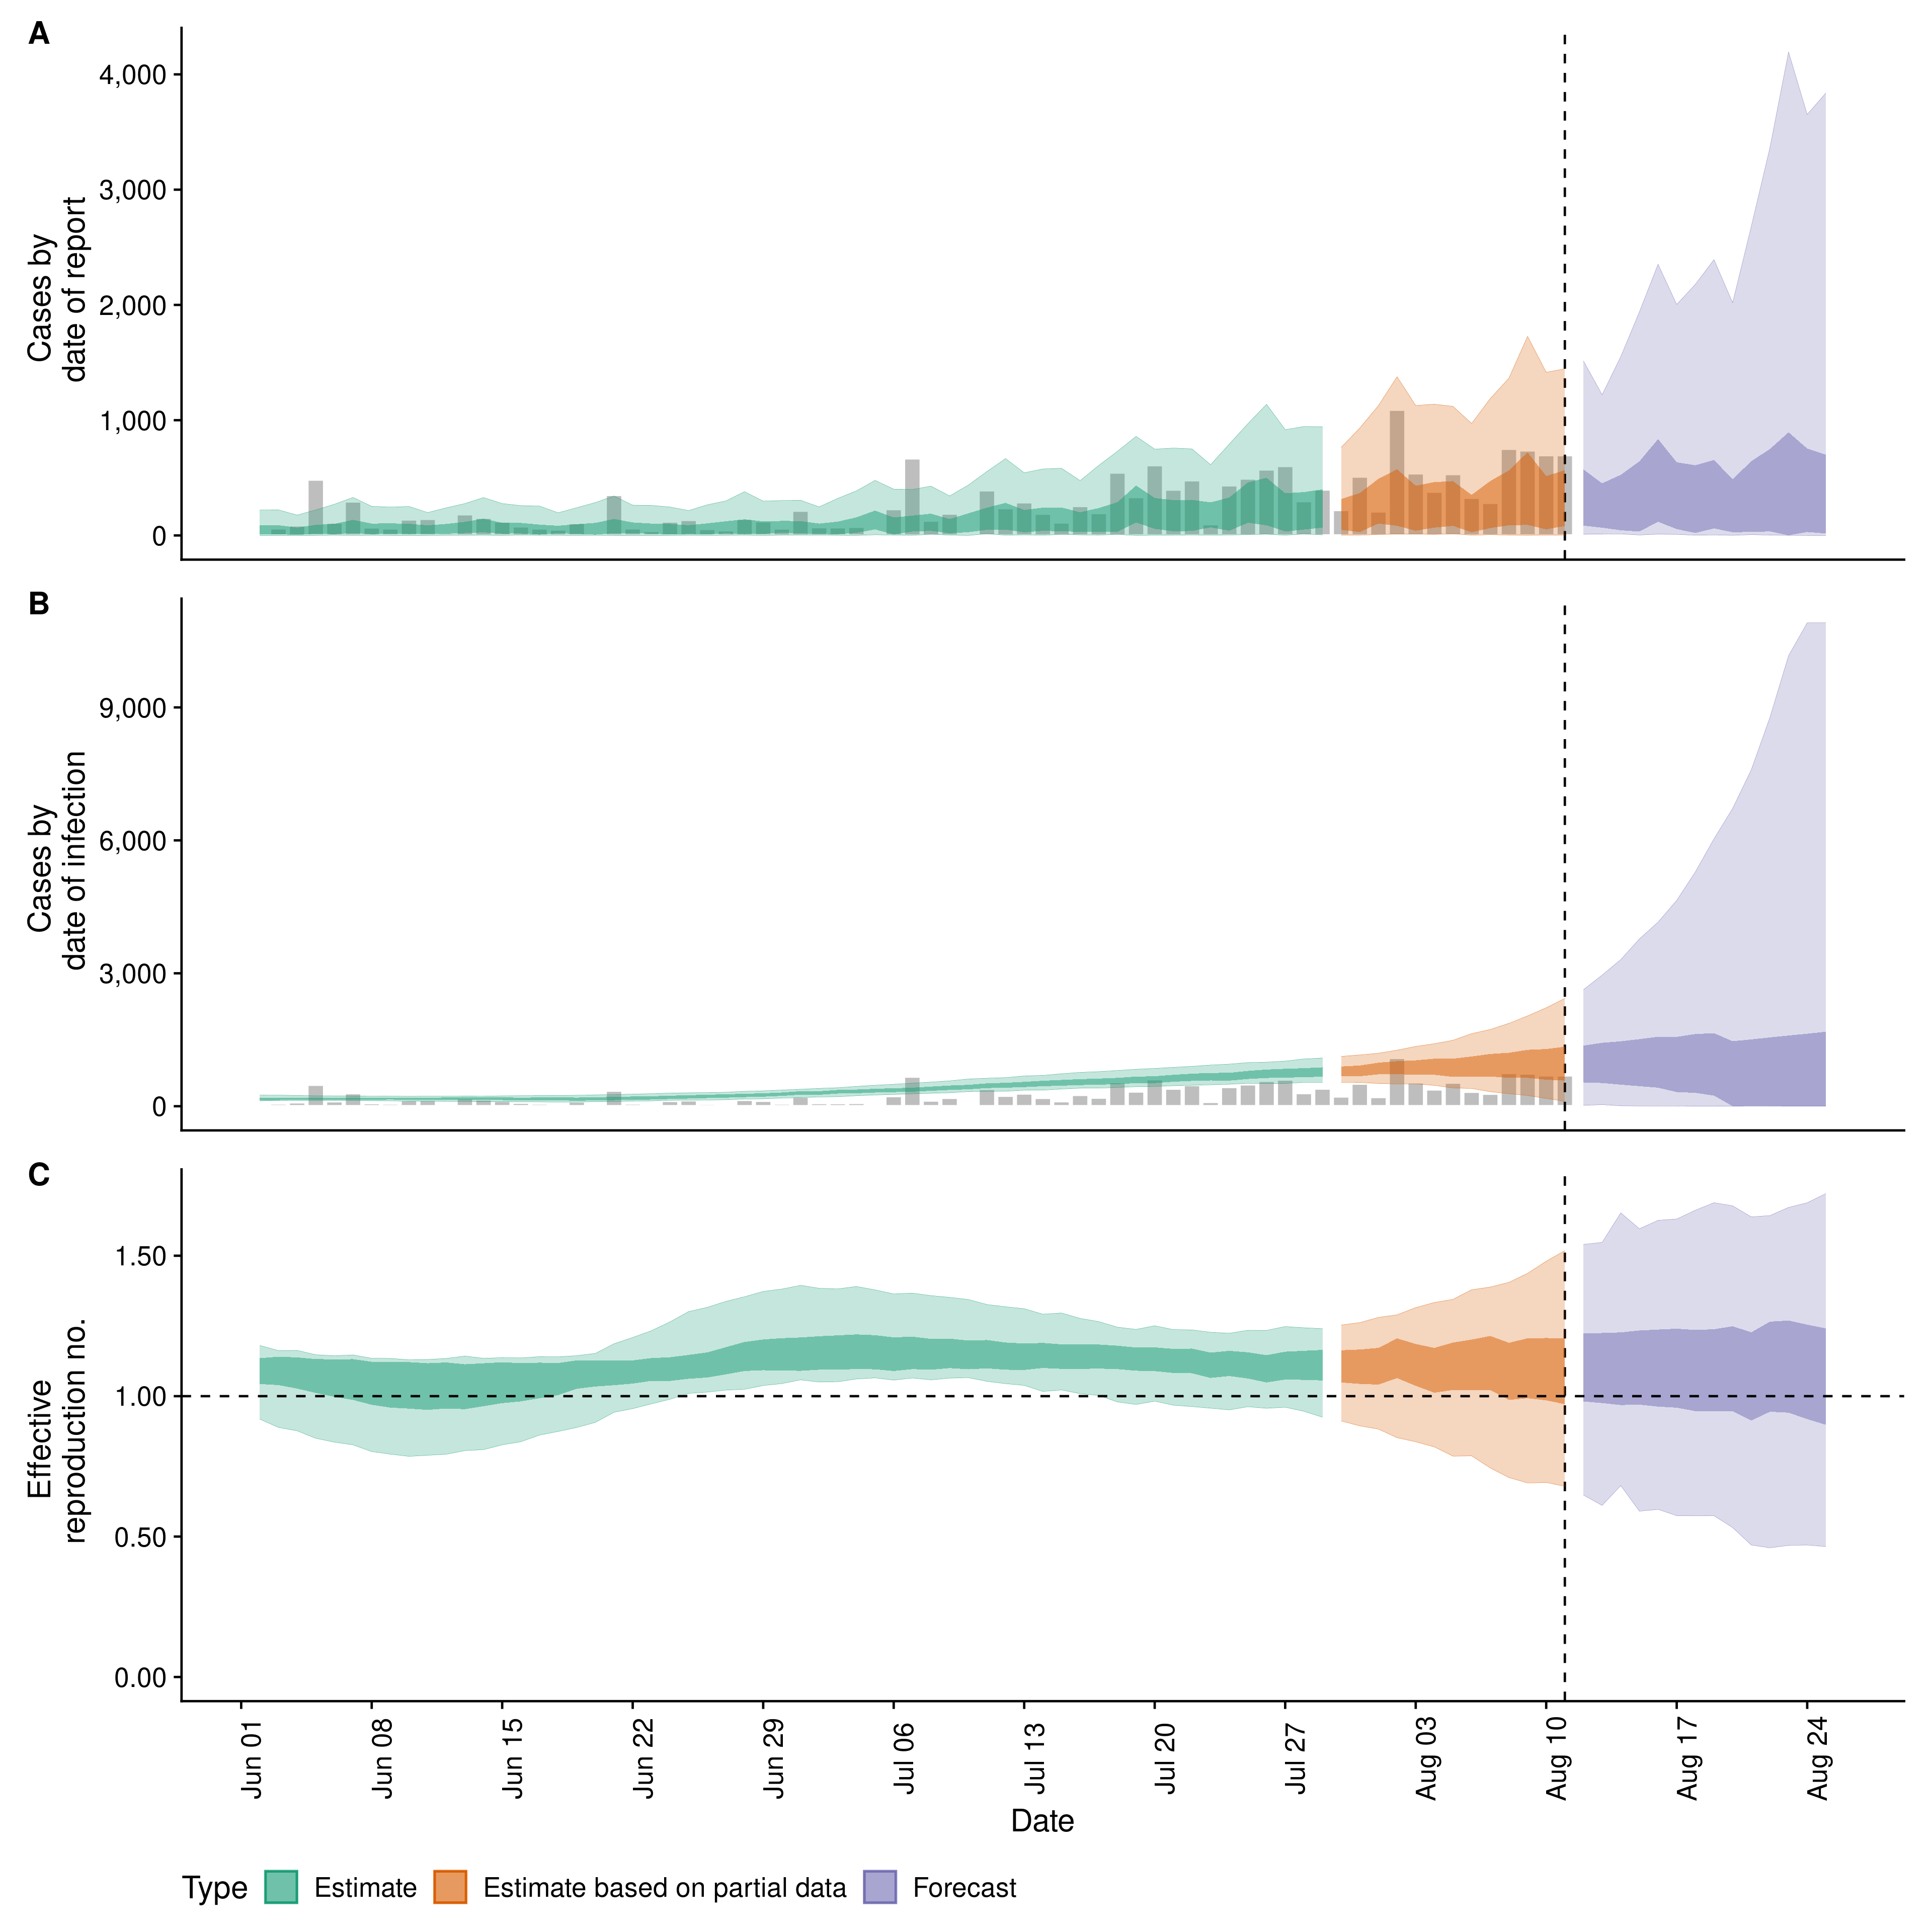 A
Cases by
date of report
4,000
3,000
2,000
1,000
0
B
Cases by
date of infection
9,000
6,000
3,000
0
C
Effective
reproduction no.
1.50
1.00
0.50
0.00
Jun 01
Jun 08
Jun 15
Jun 22
Jun 29
Jul 06
Jul 13
Jul 20
Jul 27
Aug 03
Aug 10
Aug 17
Aug 24
Date
Type Estimate Estimate based on partial data Forecast